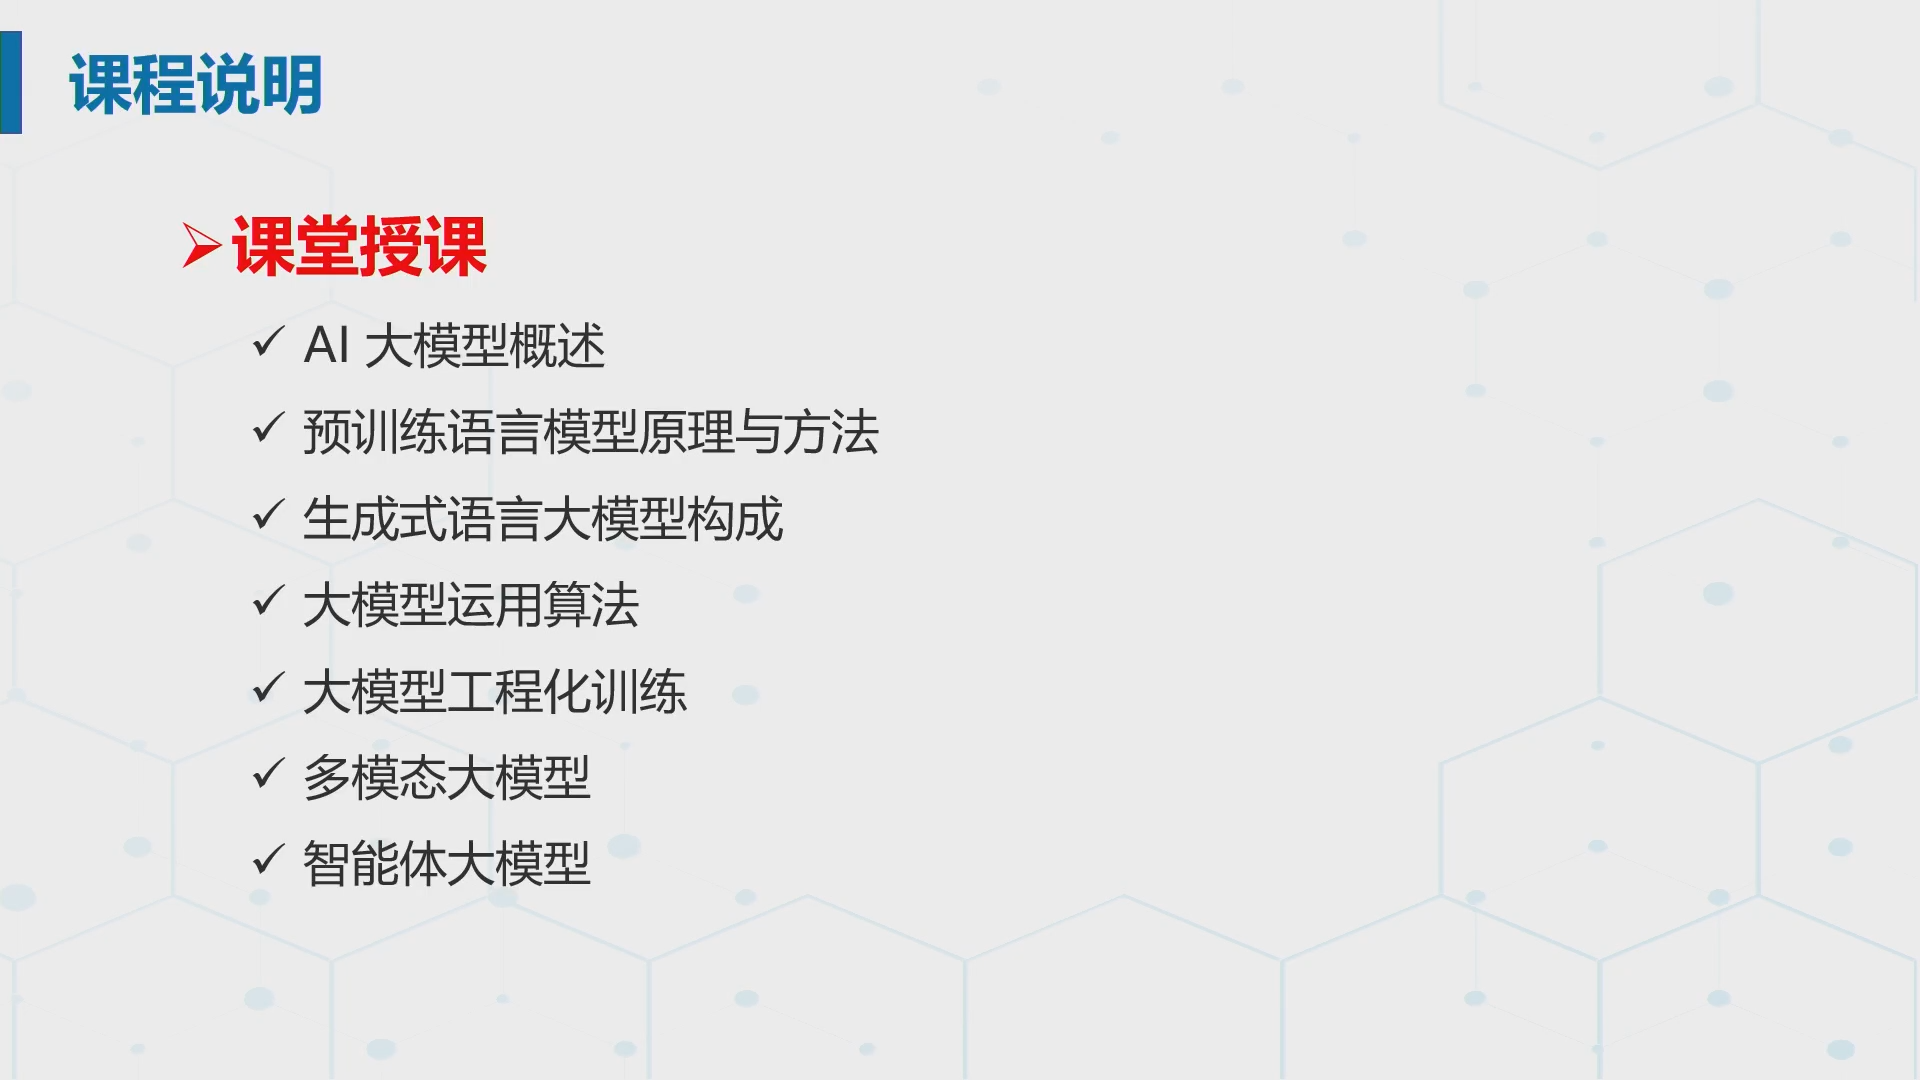 课程说明
课堂授课
AI 大模型概述
预训练语言模型原理与方法
生成式语言大模型构成
大模型运用算法
大模型工程化训练
多模态大模型
智能体大模型